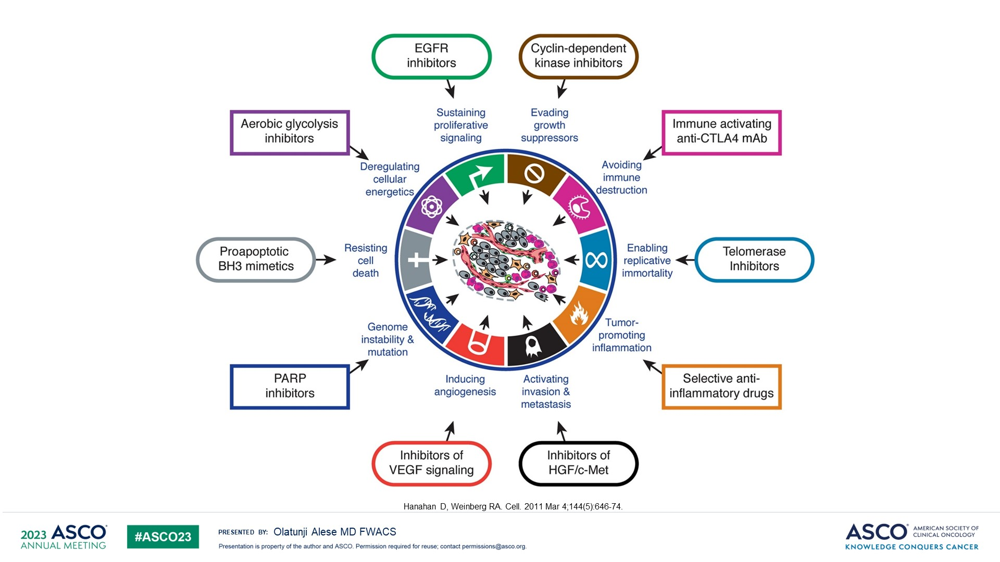 EGFR
inhibitors
Cyclin-dependent
kinase inhibitors
Sustaining
proliferative
signaling
Evading
growth
suppressors
Aerobic glycolysis
inhibitors
Immune activating
anti-CTLA4 mAb
Deregulating
cellular
energetics
Avoiding
immune
destruction
Proapoptotic
BH3 mimetics
Resisting
cell
death
Enabling
replicative
immortality
Telomerase
Inhibitors
Genome
instability &
mutation
Tumor-
promoting
inflammation
PARP
inhibitors
Inducing
angiogenesis
Activating
invasion &
metastasis
Selective anti-
inflammatory drugs
Inhibitors of
VEGF signaling
Inhibitors of
HGF/c-Met
Hanahan D, Weinberg RA. Cell. 2011 Mar 4;144(5):646-74.
2023 ASCO
ANNUAL MEETING
#ASCO23
PRESENTED BY: Olatunji Alese MD FWACS
Presentation is property of the author and ASCO. Permission required for reuse; contact permissions@asco.org.
ASCO AMERICAN SOCIETY OF
CLINICAL ONCOLOGY
KNOWLEDGE CONQUERS CANCER